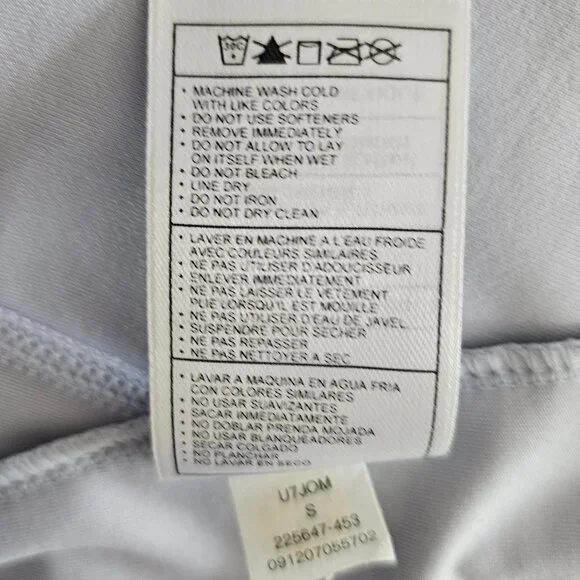 30C
• MACHINE WASH COLD
WITH LIKE COLORS
• DO NOT USE SOFTENERS
• REMOVE IMMEDIATELY
• DO NOT ALLOW TO LAY
ON ITSELF WHEN WET
• DO NOT BLEACH
• LINE DRY
• DO NOT IRON
• DO NOT DRY CLEAN
• LAVER EN MACHINE A L'EAU FROIDE
AVEC COULEURS SIMILAIRES
• NE PAS UTILISER D'ADOUCISSEUR
• ENLEVER IMMEDIATEMENT
• NE PAS LAISSER LE VETEMENT
PLIE LORSQU'IL EST MOUILLE
• NE PAS UTILISER D'EAU DE JAVEL
• SUSPENDRE POUR SECHER
• NE PAS REPASSER
• NE PAS NETTOYER A SEC
• LAVAR A MAQUINA EN AGUA FRIA
CON COLORES SIMILARES
• NO USAR SUAVIZANTES
• SACAR INMEDIATAMENTE
• NO DOBLAR PRENDA MOJADA
• NO USAR BLANQUEADORES
• SECAR COLGADO
• NO PLANCHAR
• NO LAVAR EN SECO
U7JOM
S
225647-453
091207055702